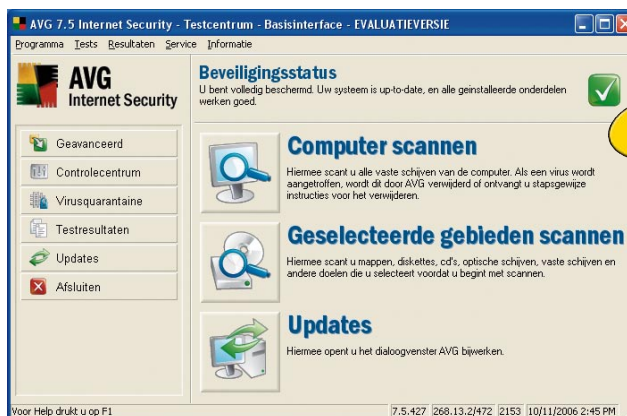 AVG 7.5 Internet Security - Testcentrum - Basisinterface - EVALUATIEVERSIE
Programma Tests Resultaten Service Informatie
AVG
Internet Security
Geavanceerd
Controlecentrum
Virusquarantaine
Testresultaten
Updates
Afsluiten
Beveiligingsstatus
U bent volledig beschermd. Uw systeem is up-to-date, en alle geïnstalleerde onderdelen
werken goed.
Computer scannen
Hiermee scant u alle vaste schijven van de computer. Als een virus wordt
aangetroffen, wordt dit door AVG verwijderd of ontvangt u stapsgewijze
instructies voor het verwijderen.
Geselecteerde gebieden scannen
Hiermee scant u mappen, diskettes, cd's, optische schijven, vaste schijven en
andere doelen die u selecteert voordat u begint met scannen.
Updates
Hiermee opent u het dialoogvenster AVG bijwerken.
Voor Help drukt u op F1
7.5.427 268.13.2/472 2153 10/11/2006 2:45 PM